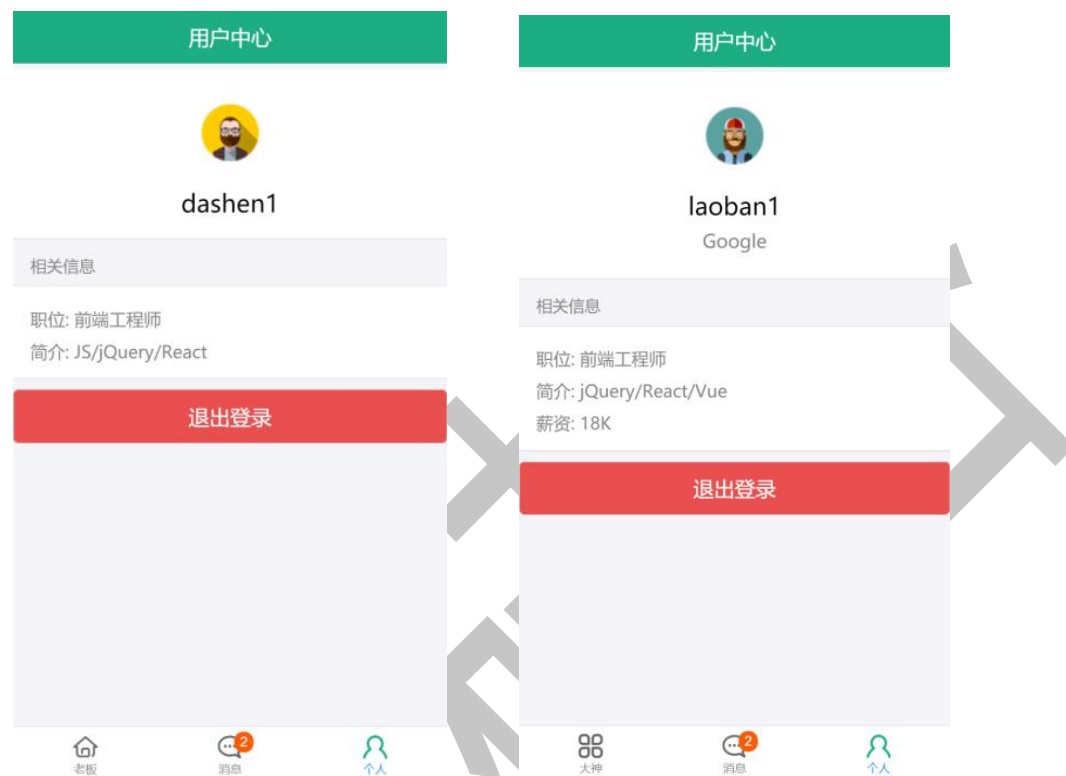 用户中心
dashen1
相关信息
职位: 前端工程师
简介: JS/jQuery/React
退出登录
老板
2
消息
个人
用户中心
laoban1
Google
相关信息
职位: 前端工程师
简介: jQuery/React/Vue
薪资: 18K
退出登录
大神
2
消息
个人